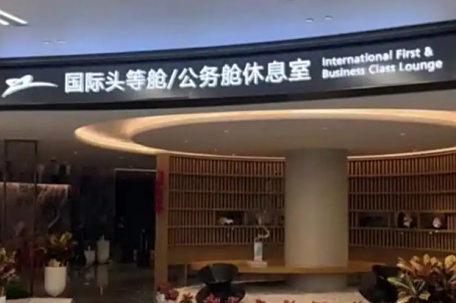 国际头等舱/公务舱休息室
International First &
Business Class Lounge